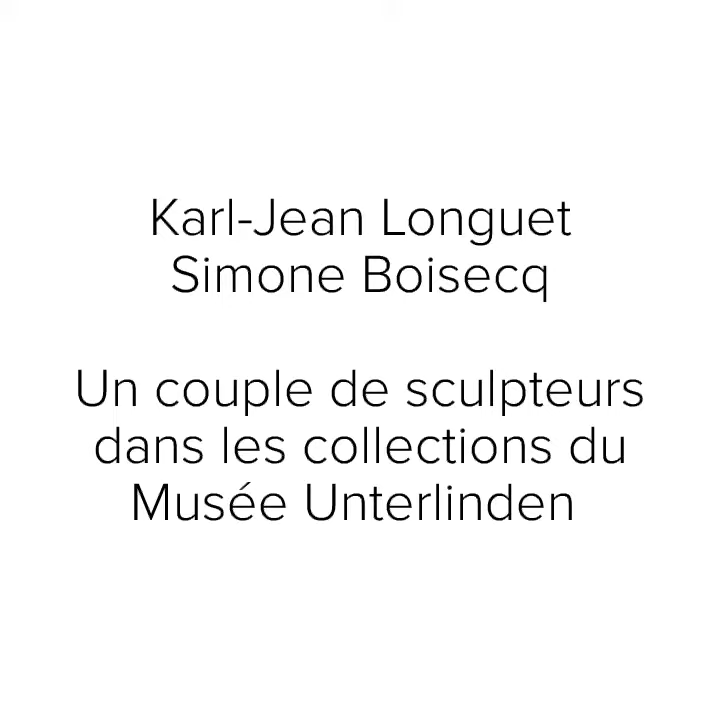 Karl-Jean Longuet
Simone Boisecq
Un couple de sculpteurs
dans les collections du
Musée Unterlinden